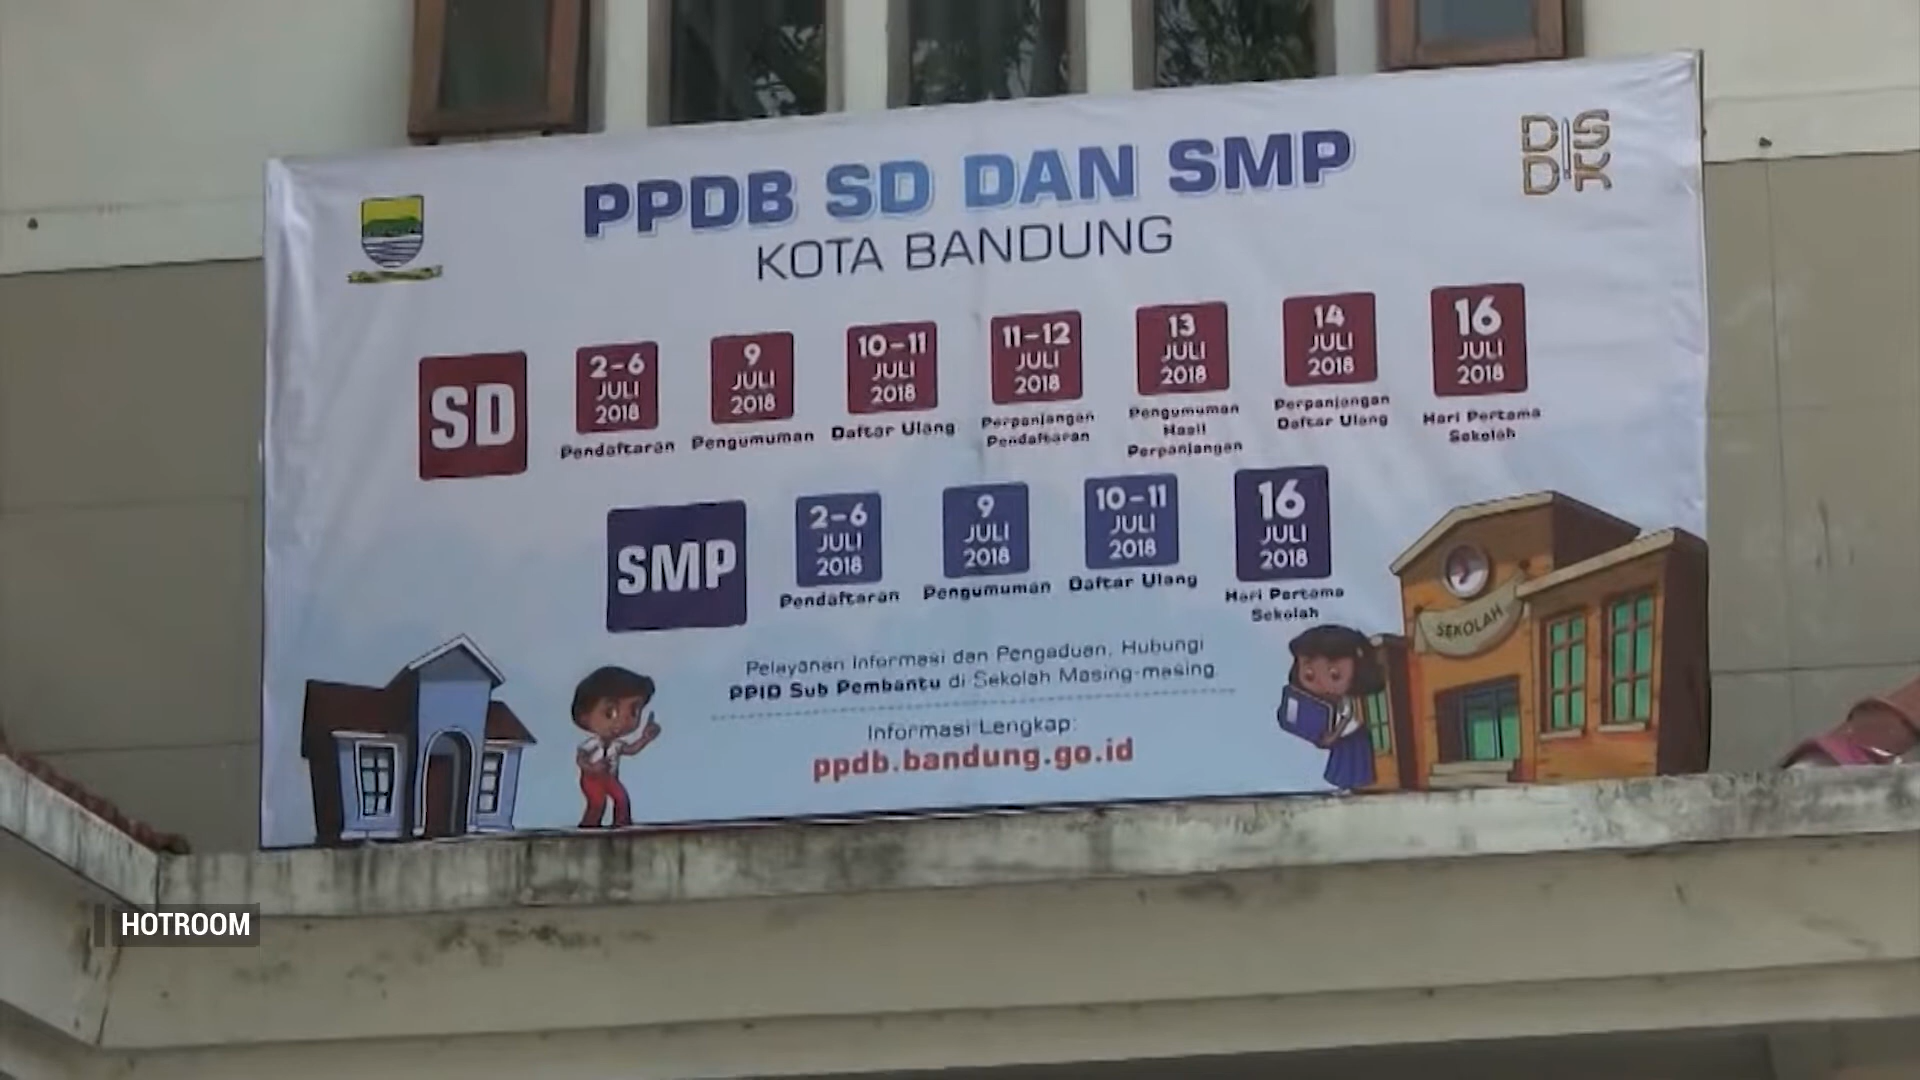 PPDB SD DAN SMP
KOTA BANDUNG
DIS
DIK
SD
2-6
JULI
2018
Pendaftaran
9
JULI
2018
Pengumuman
10-11
JULI
2018
Daftar Ulang
11-12
JULI
2018
Perpanjangan
Pendaftaran
13
JULI
2018
Pengumuman
Hasil
Perpanjangan
14
JULI
2018
Perpanjangan
Daftar Ulang
16
JULI
2018
Hari Pertama
Sekolah
SMP
2-6
JULI
2018
Pendaftaran
9
JULI
2018
Pengumuman
10-11
JULI
2018
Daftar Ulang
16
JULI
2018
Hari Pertama
Sekolah
SEKOLAH
Pelayanan Informasi dan Pengaduan, Hubungi
PPID Sub Pembantu di Sekolah Masing-masing
Informasi Lengkap:
ppdb.bandung.go.id
HOTROOM